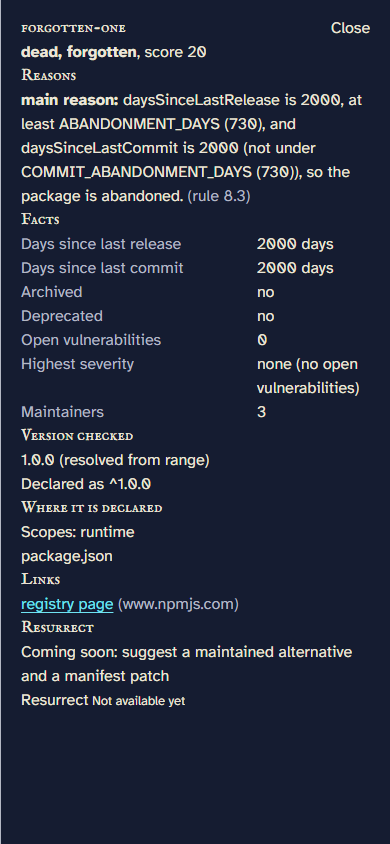 forgotten-one Close
dead, forgotten, score 20
Reasons
main reason: daysSinceLastRelease is 2000, at
least ABANDONMENT_DAYS (730), and
daysSinceLastCommit is 2000 (not under
COMMIT_ABANDONMENT_DAYS (730)), so the
package is abandoned. (rule 8.3)
Facts
Days since last release 2000 days
Days since last commit 2000 days
Archived no
Deprecated no
Open vulnerabilities 0
Highest severity none (no open
vulnerabilities)
Maintainers 3
Version checked
1.0.0 (resolved from range)
Declared as ^1.0.0
Where it is declared
Scopes: runtime
package.json
Links
registry page (www.npmjs.com)
Resurrect
Coming soon: suggest a maintained alternative
and a manifest patch
Resurrect Not available yet